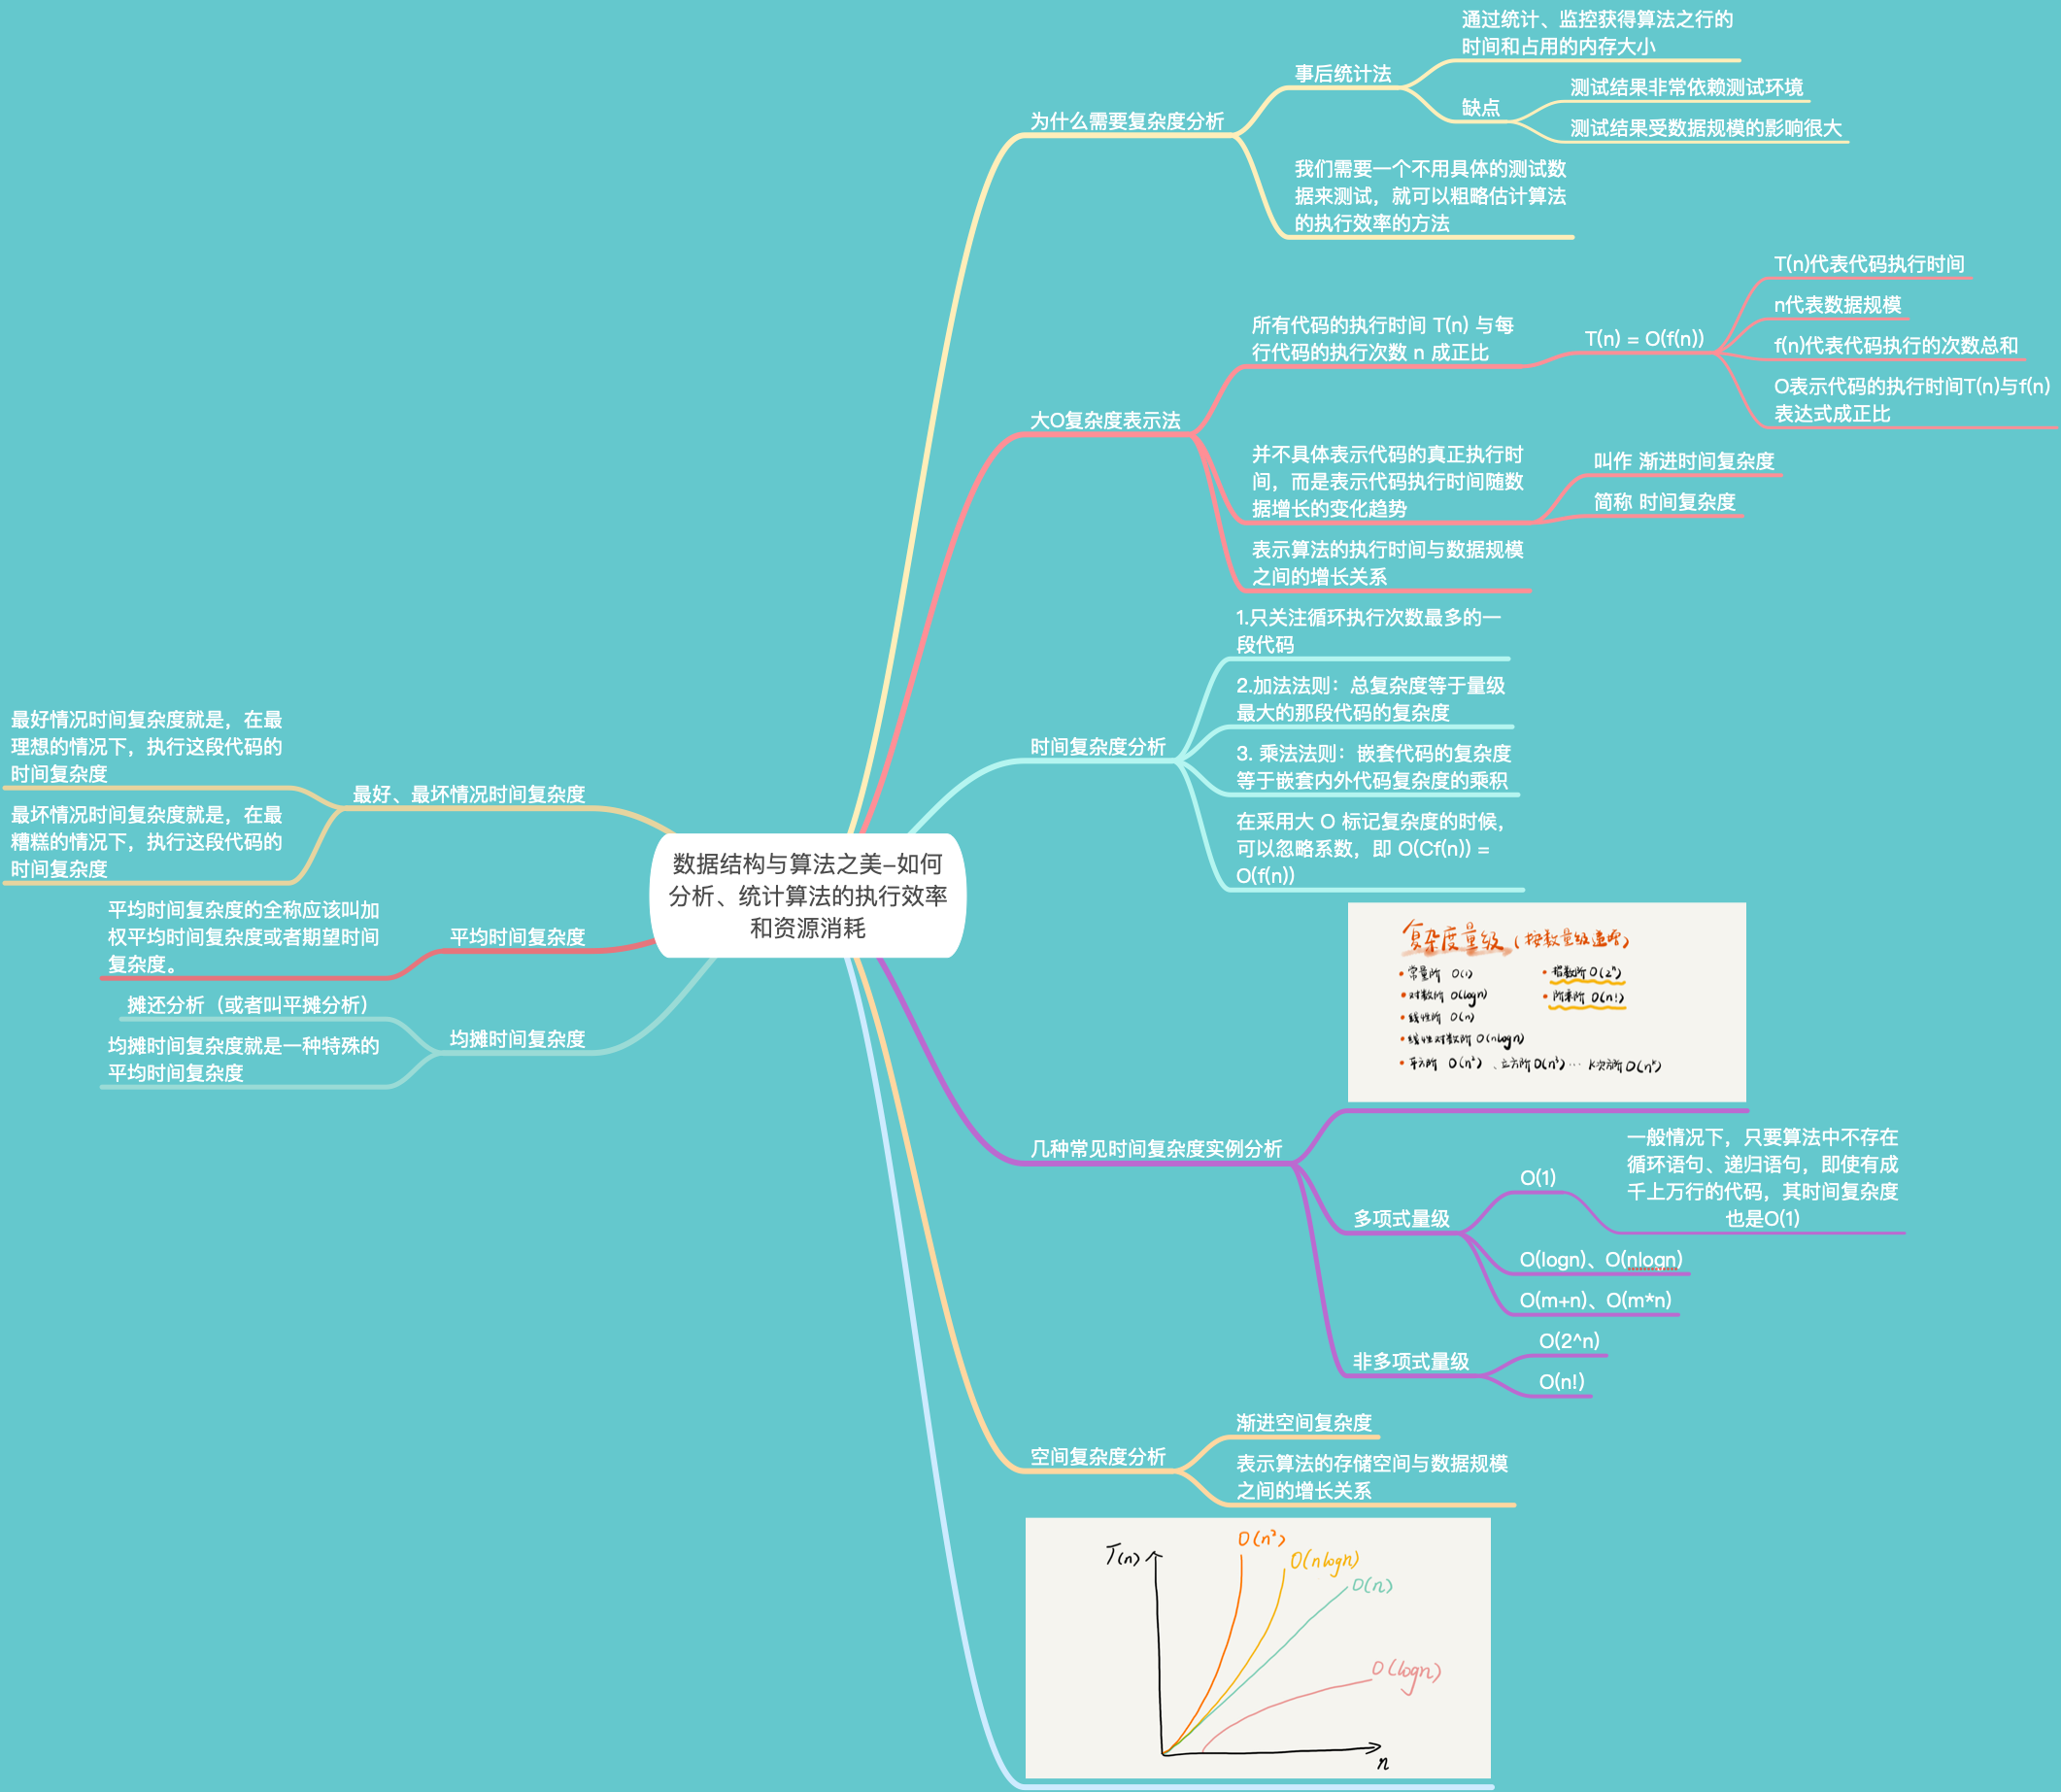 数据结构与算法之美-如何
分析、统计算法的执行效率
和资源消耗
为什么需要复杂度分析
事后统计法
通过统计、监控获得算法之行的
时间和占用的内存大小
缺点
测试结果非常依赖测试环境
测试结果受数据规模的影响很大
我们需要一个不用具体的测试数
据来测试，就可以粗略估计算法
的执行效率的方法
大O复杂度表示法
所有代码的执行时间 T(n) 与每
行代码的执行次数 n 成正比
T(n) = O(f(n))
T(n)代表代码执行时间
n代表数据规模
f(n)代表代码执行的次数总和
O表示代码的执行时间T(n)与f(n)
表达式成正比
并不具体表示代码的真正执行时
间，而是表示代码执行时间随数
据增长的变化趋势
叫作 渐进时间复杂度
简称 时间复杂度
表示算法的执行时间与数据规模
之间的增长关系
时间复杂度分析
1.只关注循环执行次数最多的一
段代码
2.加法法则：总复杂度等于量级
最大的那段代码的复杂度
3. 乘法法则：嵌套代码的复杂度
等于嵌套内外代码复杂度的乘积
在采用大 O 标记复杂度的时候，
可以忽略系数，即 O(Cf(n)) =
O(f(n))
几种常见时间复杂度实例分析
复杂度量级（按数量级递增）
常量阶 O(1)
对数阶 O(logn)
线性阶 O(n)
线性对数阶 O(nlogn)
平方阶 O(n²)、立方阶 O(n³) ··· k次方阶 O(nᵏ)
指数阶 O(2ⁿ)
阶乘阶 O(n!)
多项式量级
O(1)
一般情况下，只要算法中不存在
循环语句、递归语句，即使有成
千上万行的代码，其时间复杂度
也是O(1)
O(logn)、O(nlogn)
O(m+n)、O(m*n)
非多项式量级
O(2^n)
O(n!)
空间复杂度分析
渐进空间复杂度
表示算法的存储空间与数据规模
之间的增长关系
T(n)
O(n²)
O(nlogn)
O(n)
O(logn)
n
最好、最坏情况时间复杂度
最好情况时间复杂度就是，在最
理想的情况下，执行这段代码的
时间复杂度
最坏情况时间复杂度就是，在最
糟糕的情况下，执行这段代码的
时间复杂度
平均时间复杂度
平均时间复杂度的全称应该叫加
权平均时间复杂度或者期望时间
复杂度。
均摊时间复杂度
摊还分析（或者叫平摊分析）
均摊时间复杂度就是一种特殊的
平均时间复杂度